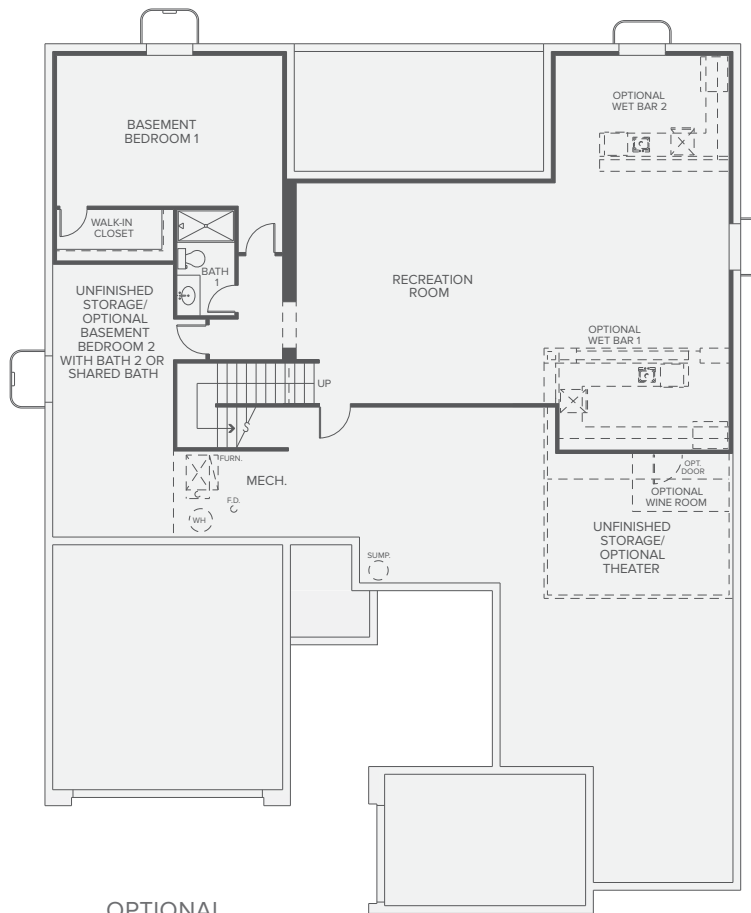 OPTIONAL
WET BAR 2
BASEMENT
BEDROOM 1
WALK-IN
CLOSET
BATH
1
RECREATION
ROOM
UNFINISHED
STORAGE/
OPTIONAL
BASEMENT
BEDROOM 2
WITH BATH 2 OR
SHARED BATH
OPTIONAL
WET BAR 1
UP
FURN.
MECH.
F.D.
WH
OPT.
DOOR
OPTIONAL
WINE ROOM
UNFINISHED
STORAGE/
OPTIONAL
THEATER
SUMP.
OPTIONAL